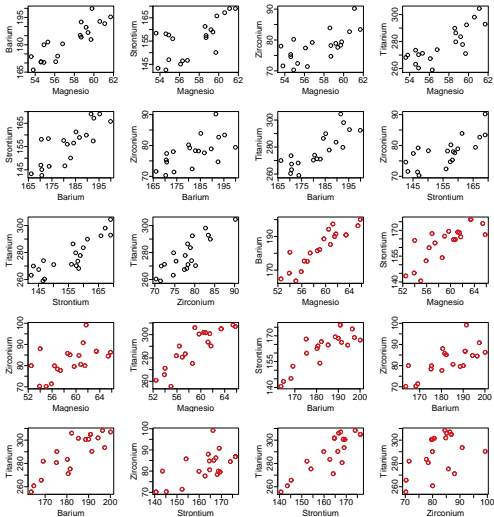 Barium
165 195
54 56 58 60 62
Magnesio
Strontium
145 155 165
54 56 58 60 62
Magnesio
Zirconium
70 80 90
54 56 58 60 62
Magnesio
Titanium
260 280 300
54 56 58 60 62
Magnesio
Strontium
145 155 165
165 175 185 195
Barium
Zirconium
70 80 90
165 175 185 195
Barium
Titanium
260 280 300
165 175 185 195
Barium
Zirconium
70 80 90
145 155 165
Strontium
Titanium
260 280 300
145 155 165
Strontium
Titanium
260 280 300
70 75 80 85 90
Zirconium
Barium
170 190
52 56 60 64
Magnesio
Strontium
140 150 170
52 56 60 64
Magnesio
Zirconium
70 80 90 100
52 56 60 64
Magnesio
Titanium
260 280 300
52 56 60 64
Magnesio
Strontium
140 150 170
170 180 190 200
Barium
Zirconium
70 80 90 100
170 180 190 200
Barium
Titanium
260 280 300
170 180 190 200
Barium
Zirconium
70 80 90 100
140 150 160 170
Strontium
Titanium
260 280 300
140 150 160 170
Strontium
Titanium
260 280 300
70 80 90 100
Zirconium